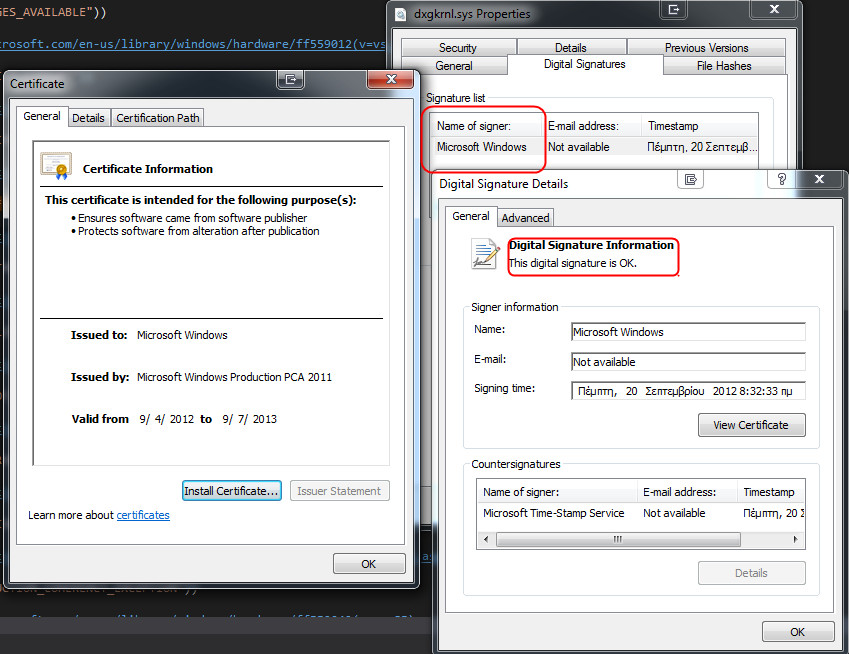 GES_AVAILABLE"))
crosoft.com/en-us/library/windows/hardware/ff559012(v=vs
dxgkrnl.sys Properties
Security Details Previous Versions
General Digital Signatures File Hashes
Signature list
Name of signer: E-mail address: Timestamp
Microsoft Windows Not available Πέμπτη, 20 Σεπτεμβ...
Certificate
General Details Certification Path
Certificate Information
This certificate is intended for the following purpose(s):
• Ensures software came from software publisher
• Protects software from alteration after publication
Issued to: Microsoft Windows
Issued by: Microsoft Windows Production PCA 2011
Valid from 9/ 4/ 2012 to 9/ 7/ 2013
Install Certificate... Issuer Statement
Learn more about certificates
OK
Digital Signature Details
General Advanced
Digital Signature Information
This digital signature is OK.
Signer information
Name: Microsoft Windows
E-mail: Not available
Signing time: Πέμπτη, 20 Σεπτεμβρίου 2012 8:32:33 πμ
View Certificate
Countersignatures
Name of signer: E-mail address: Timestamp
Microsoft Time-Stamp Service Not available Πέμπτη, 20 Σ
Details
OK